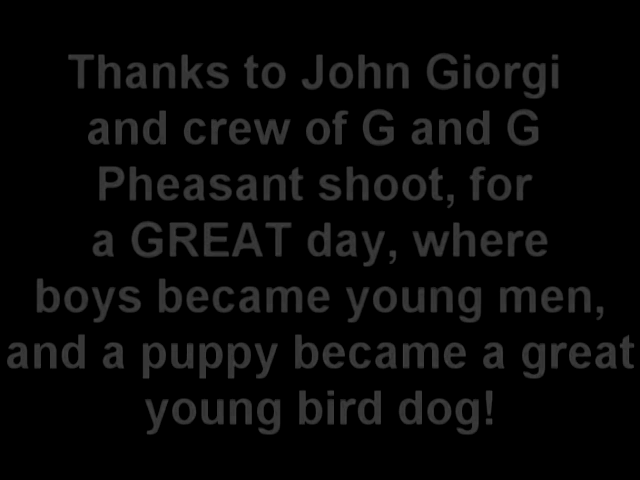 Thanks to John Giorgi
and crew of G and G
Pheasant shoot, for
a GREAT day, where
boys became young men,
and a puppy became a great
young bird dog!